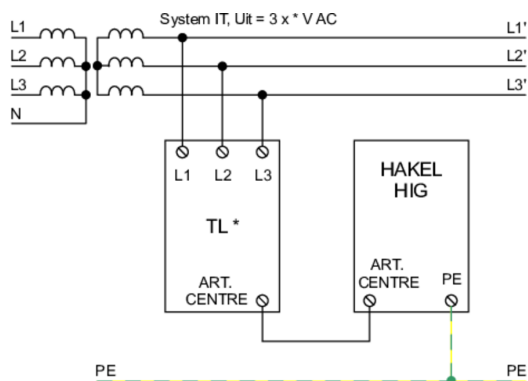 System IT, Uit = 3 x * V AC
L1
L1'
L2
L2'
L3
L3'
N
L1 L2 L3
TL *
ART.
CENTRE
HAKEL
HIG
ART.
CENTRE
PE
PE
PE